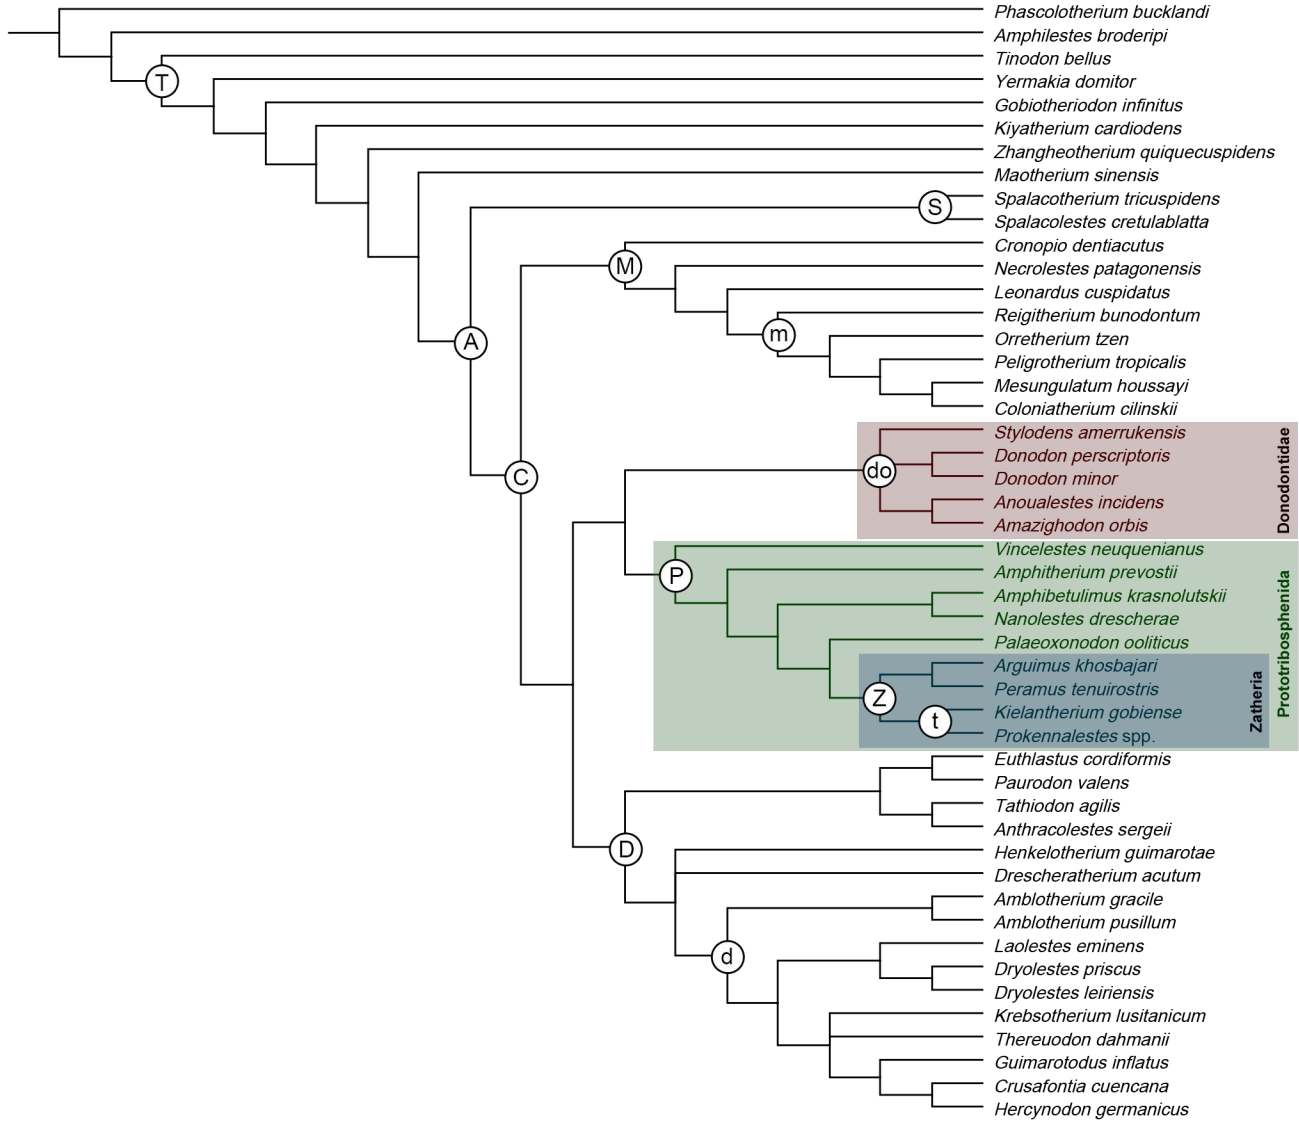 Phascolotherium bucklandi
Amphilestes broderipi
Tinodon bellus
T
Yermakia domitor
Gobiotheriodon infinitus
Kiyatherium cardiodens
Zhangheotherium quiquecuspidens
Maotherium sinensis
Spalacotherium tricuspidens
S
Spalacolestes cretulablatta
Cronopio dentiacutus
M
Necrolestes patagonensis
Leonardus cuspidatus
Reigitherium bunodontum
m
Orretherium tzen
A
Peligrotherium tropicalis
Mesungulatum houssayi
Coloniatherium cilinskii
Stylodens amerrukensis
Donodon perscriptoris
do
Donodon minor
C
Anoualestes incidens
Amazighodon orbis
Donodontidae
Vincelestes neuquenianus
Amphitherium prevostii
P
Amphibetulimus krasnolutskii
Nanolestes drescherae
Palaeoxonodon ooliticus
Prototribosphenida
Arguimus khosbajari
Peramus tenuirostris
Z
Kielantherium gobiense
t
Prokennalestes spp.
Zatheria
Euthlastus cordiformis
Paurodon valens
Tathiodon agilis
Anthracolestes sergeii
D
Henkelotherium guimarotae
Drescheratherium acutum
Amblotherium gracile
Amblotherium pusillum
d
Laolestes eminens
Dryolestes priscus
Dryolestes leiriensis
Krebsotherium lusitanicum
Thereuodon dahmanii
Guimarotodus inflatus
Crusafontia cuencana
Hercynodon germanicus